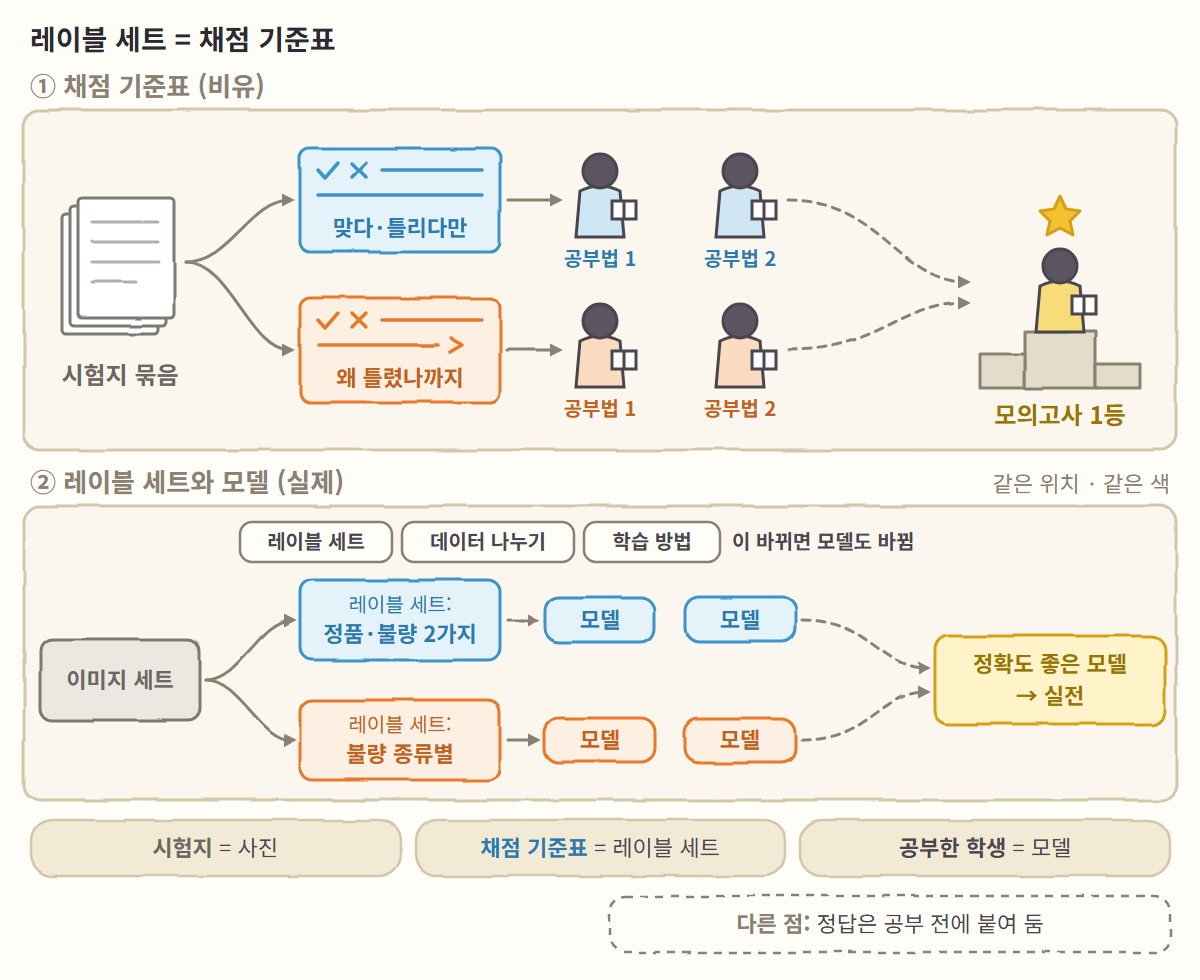 레이블 세트 = 채점 기준표
① 채점 기준표 (비유)
맞다·틀리다만
공부법 1
공부법 2
시험지 묶음
왜 틀렸나까지
공부법 1
공부법 2
모의고사 1등
② 레이블 세트와 모델 (실제)
같은 위치 · 같은 색
레이블 세트
데이터 나누기
학습 방법
이 바뀌면 모델도 바뀜
레이블 세트:
정품·불량 2가지
모델
모델
이미지 세트
정확도 좋은 모델
→ 실전
레이블 세트:
불량 종류별
모델
모델
시험지 = 사진
채점 기준표 = 레이블 세트
공부한 학생 = 모델
다른 점: 정답은 공부 전에 붙여 둠